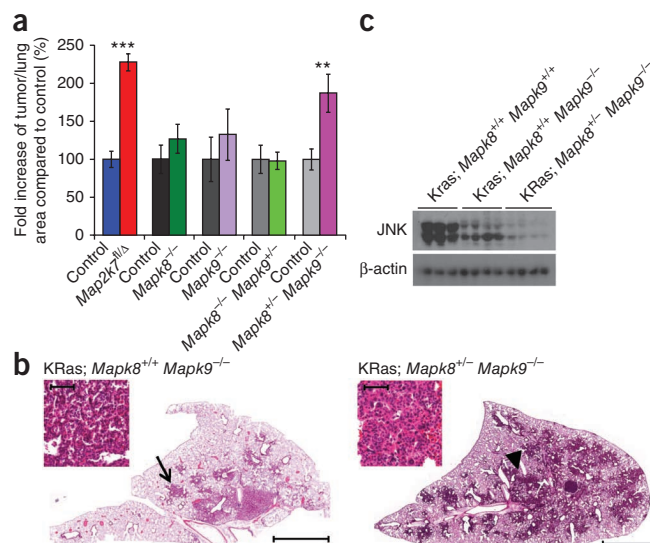 a
Fold increase of tumor/lung
area compared to control (%)
250
200
150
100
50
0
***
**
Control
Map2k7fl/Δ
Control
Mapk8–/–
Control
Mapk9–/–
Control
Mapk8–/– Mapk9+/–
Control
Mapk8+/– Mapk9–/–
c
Kras; Mapk8+/+ Mapk9+/+
Kras; Mapk8+/+ Mapk9–/–
KRas; Mapk8+/– Mapk9–/–
JNK
β-actin
b
KRas; Mapk8+/+ Mapk9–/–
KRas; Mapk8+/– Mapk9–/–